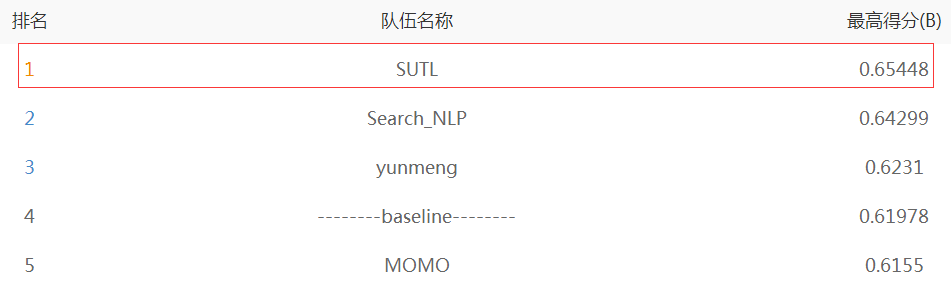 排名 队伍名称 最高得分(B)
1 SUTL 0.65448
2 Search_NLP 0.64299
3 yunmeng 0.6231
4 --------baseline-------- 0.61978
5 MOMO 0.6155